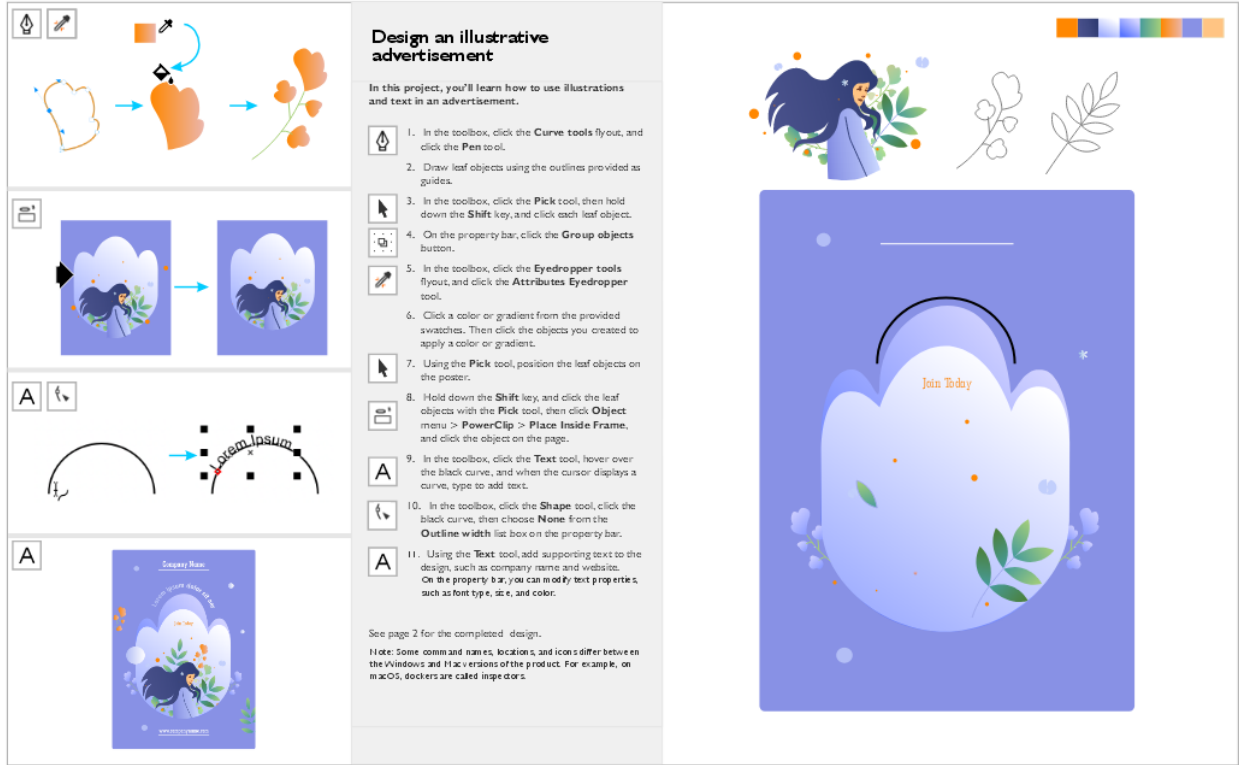 Design an illustrative
advertisement
In this project, you'll learn how to use illustrations
and text in an advertisement.
1. In the toolbox, click the Curve tools flyout, and
click the Pen tool.
2. Draw leaf objects using the outlines provided as
guides.
3. In the toolbox, click the Pick tool, then hold
down the Shift key, and click each leaf object.
4. On the property bar, click the Group objects
button.
5. In the toolbox, click the Eyedropper tools
flyout, and click the Attributes Eyedropper
tool.
6. Click a color or gradient from the provided
swatches. Then click the objects you created to
apply a color or gradient.
7. Using the Pick tool, position the leaf objects on
the poster.
8. Hold down the Shift key, and click the leaf
objects with the Pick tool, then click Object
menu > PowerClip > Place Inside Frame,
and click the object on the page.
9. In the toolbox, click the Text tool, hover over
the black curve, and when the cursor displays a
curve, type to add text.
10. In the toolbox, click the Shape tool, click the
black curve, then choose None from the
Outline width list box on the property bar.
11. Using the Text tool, add supporting text to the
design, such as company name and website.
On the property bar, you can modify text properties,
such as font type, size, and color.
See page 2 for the completed design.
Note: Some command names, locations, and icons differ between
the Windows and Mac versions of the product. For example, on
macOS, dockers are called inspectors.
A
Lorem Ipsum
A
Company Name
Lorem ipsum dolor sit am
Join Today
www.companyname.com
A
A
Join Today